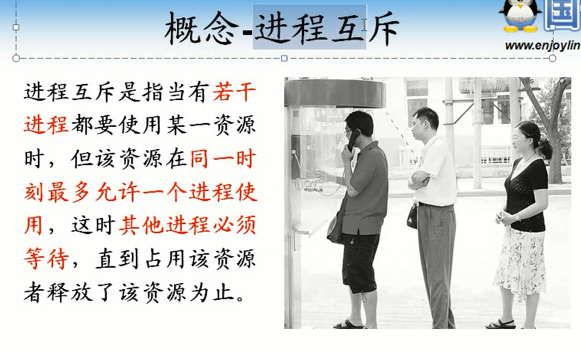 概念-进程互斥
国
www.enjoylin
进程互斥是指当有若干
进程都要使用某一资源
时，但该资源在同一时
刻最多允许一个进程使
用，这时其他进程必须
等待，直到占用该资源
者释放了该资源为止。